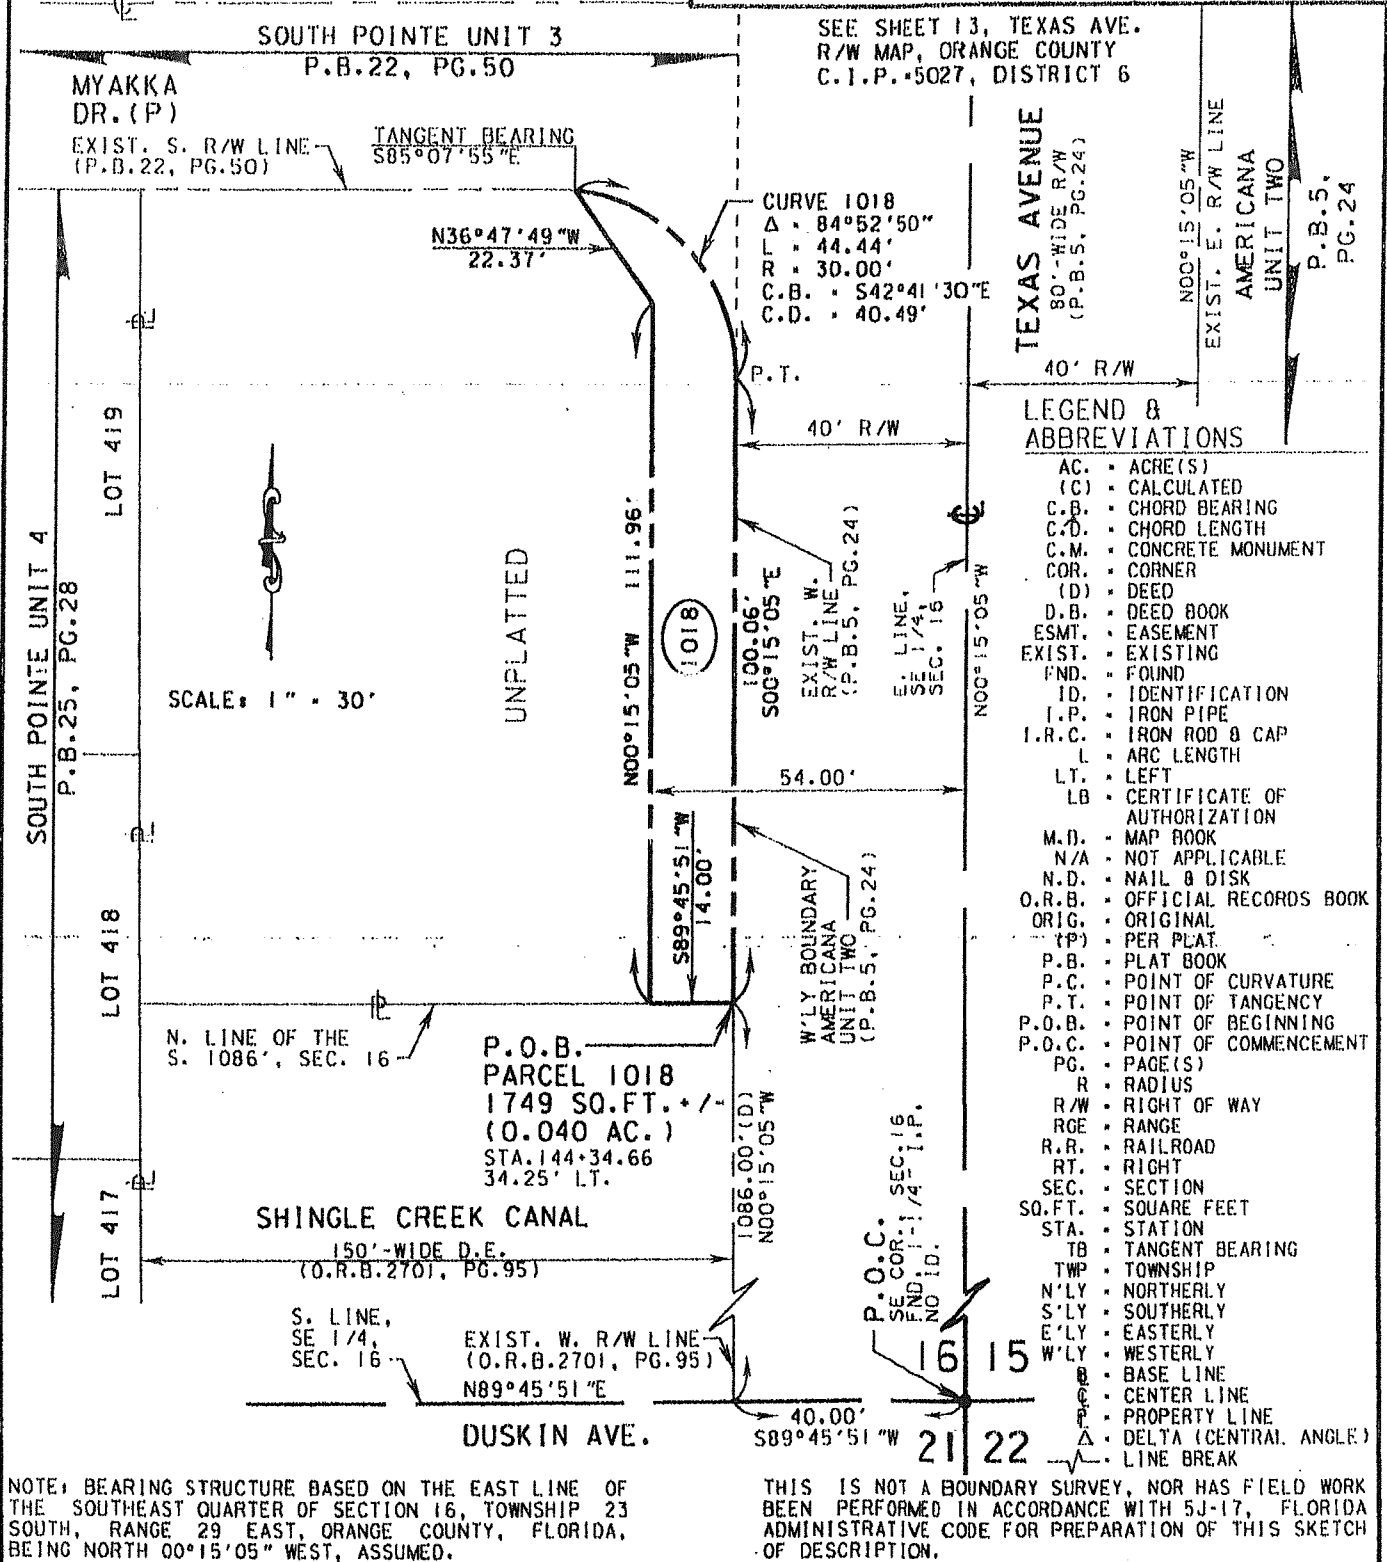 SOUTH POINTE UNIT 3
P.B.22, PG.50
SEE SHEET 13, TEXAS AVE.
R/W MAP, ORANGE COUNTY
C.I.P.#5027, DISTRICT 6
MYAKKA
DR.(P)
EXIST. S. R/W LINE
(P.B.22, PG.50)
TANGENT BEARING
S85°07'55"E
N36°47'49"W
22.37'
CURVE 1018
Δ = 84°52'50"
L = 44.44'
R = 30.00'
C.B. = S42°41'30"E
C.D. = 40.49'
P.T.
TEXAS AVENUE
80'-WIDE R/W
(P.B.5, PG.24)
N00°15'05"W
EXIST. E. R/W LINE
AMERICANA
UNIT TWO
P.B.5,
PG.24
40' R/W
40' R/W
SOUTH POINTE UNIT 4
P.B.25, PG.28
LOT 419
LOT 418
LOT 417
SCALE: 1" = 30'
UNPLATTED
N00°15'05"W 111.96'
1018
100.06'
S00°15'05"E
EXIST. W.
R/W LINE
(P.B.5, PG.24)
E. LINE,
SE 1/4,
SEC. 16
N00°15'05"W
54.00'
S89°45'51"W
14.00'
W'LY BOUNDARY
AMERICANA
UNIT TWO
(P.B.5, PG.24)
N. LINE OF THE
S. 1086', SEC. 16
P.O.B.
PARCEL 1018
1749 SQ.FT.+/-
(0.040 AC.)
STA.144+34.66
34.25' LT.
1086.00'(D)
N00°15'05"W
SHINGLE CREEK CANAL
150'-WIDE D.E.
(O.R.B.2701, PG.95)
S. LINE,
SE 1/4,
SEC. 16
EXIST. W. R/W LINE
(O.R.B.2701, PG.95)
N89°45'51"E
DUSKIN AVE.
P.O.C.
SE COR., SEC.16
FND. 1-1/4" I.P.
NO ID.
16 15
21 22
40.00'
S89°45'51"W
LEGEND &
ABBREVIATIONS
AC. = ACRE(S)
(C) = CALCULATED
C.B. = CHORD BEARING
C.D. = CHORD LENGTH
C.M. = CONCRETE MONUMENT
COR. = CORNER
(D) = DEED
D.B. = DEED BOOK
ESMT. = EASEMENT
EXIST. = EXISTING
FND. = FOUND
ID. = IDENTIFICATION
I.P. = IRON PIPE
I.R.C. = IRON ROD & CAP
L = ARC LENGTH
LT. = LEFT
LB = CERTIFICATE OF
AUTHORIZATION
M.B. = MAP BOOK
N/A = NOT APPLICABLE
N.D. = NAIL & DISK
O.R.B. = OFFICIAL RECORDS BOOK
ORIG. = ORIGINAL
(P) = PER PLAT
P.B. = PLAT BOOK
P.C. = POINT OF CURVATURE
P.T. = POINT OF TANGENCY
P.O.B. = POINT OF BEGINNING
P.O.C. = POINT OF COMMENCEMENT
PG. = PAGE(S)
R = RADIUS
R/W = RIGHT OF WAY
RGE = RANGE
R.R. = RAILROAD
RT. = RIGHT
SEC. = SECTION
SQ.FT. = SQUARE FEET
STA. = STATION
TB = TANGENT BEARING
TWP = TOWNSHIP
N'LY = NORTHERLY
S'LY = SOUTHERLY
E'LY = EASTERLY
W'LY = WESTERLY
= BASE LINE
℄ = CENTER LINE
= PROPERTY LINE
Δ = DELTA (CENTRAL ANGLE)
= LINE BREAK
NOTE: BEARING STRUCTURE BASED ON THE EAST LINE OF
THE SOUTHEAST QUARTER OF SECTION 16, TOWNSHIP 23
SOUTH, RANGE 29 EAST, ORANGE COUNTY, FLORIDA,
BEING NORTH 00°15'05" WEST, ASSUMED.
THIS IS NOT A BOUNDARY SURVEY, NOR HAS FIELD WORK
BEEN PERFORMED IN ACCORDANCE WITH 5J-17, FLORIDA
ADMINISTRATIVE CODE FOR PREPARATION OF THIS SKETCH
OF DESCRIPTION.